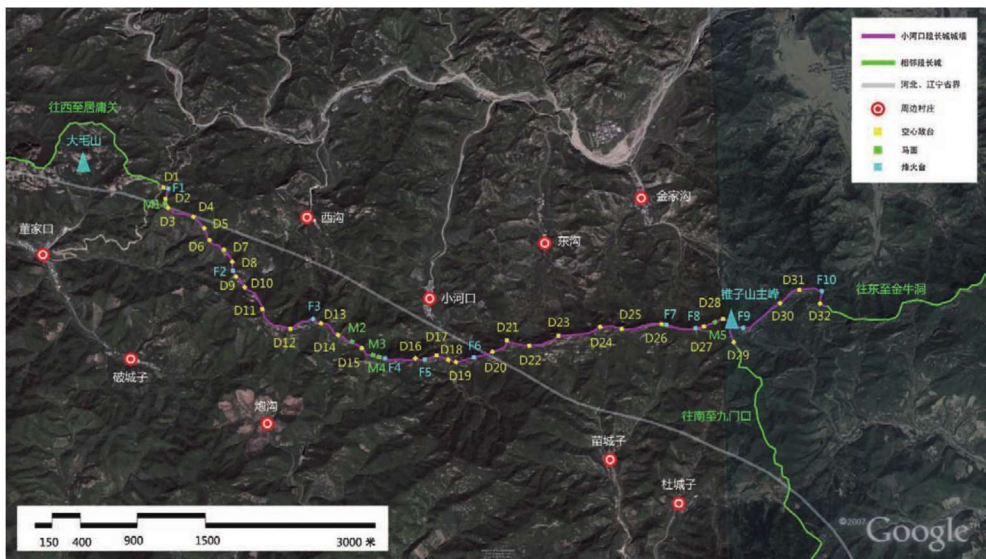 小河口段长城城墙
相邻段长城
河北、辽宁省界
周边村庄
空心敌台
马面
烽火台
往西至居庸关
大毛山
D1
F1
D2
M1
D3
D4
D5
D6
D7
D8
F2
D9
D10
D11
D12
F3
D13
D14
M2
D15
M3
M4
F4
D16
F5
D17
D18
D19
F6
D20
D21
D22
D23
D24
D25
D26
F7
F8
D27
D28
M5
F9
D29
D30
D31
F10
D32
董家口
西沟
金家沟
东沟
小河口
推子山主峰
往东至金牛洞
破城子
炮沟
往南至九门口
苗城子
杜城子
150 400 900 1500 3000 米
©2007 Google